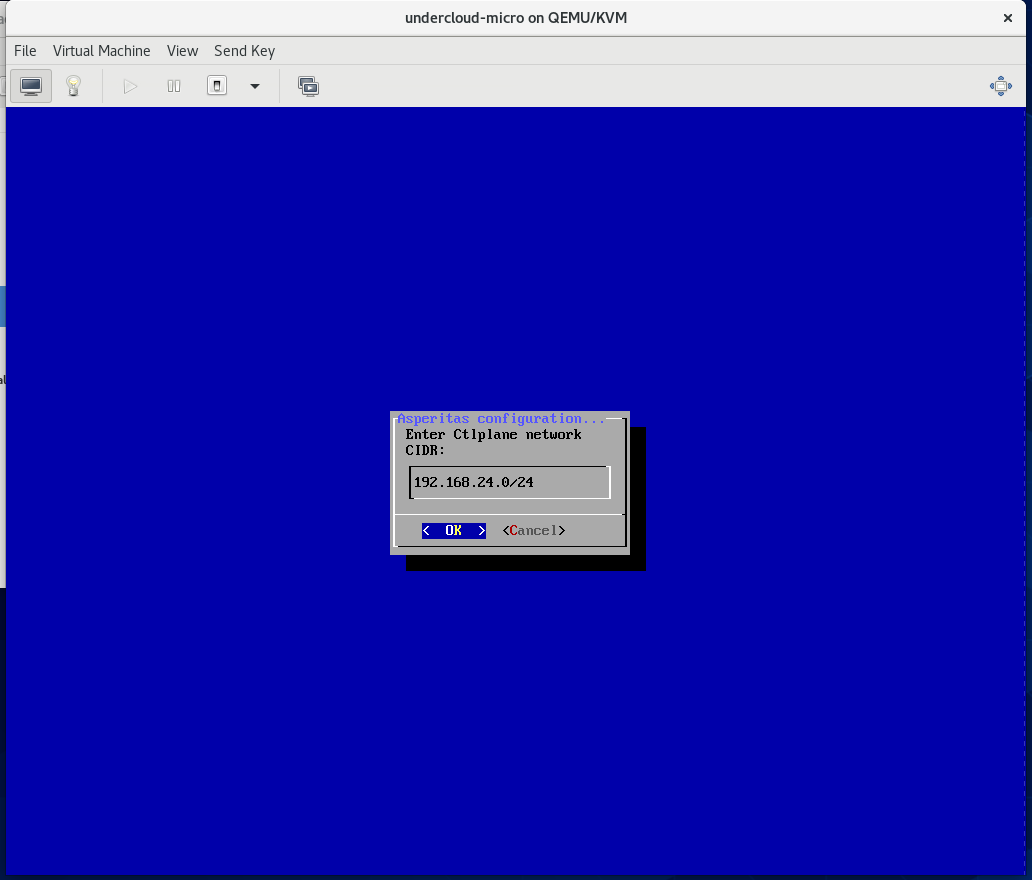 undercloud-micro on QEMU/KVM
File Virtual Machine View Send Key
Asperitas configuration...
Enter Ctlplane network
CIDR:
192.168.24.0/24
< OK > <Cancel>